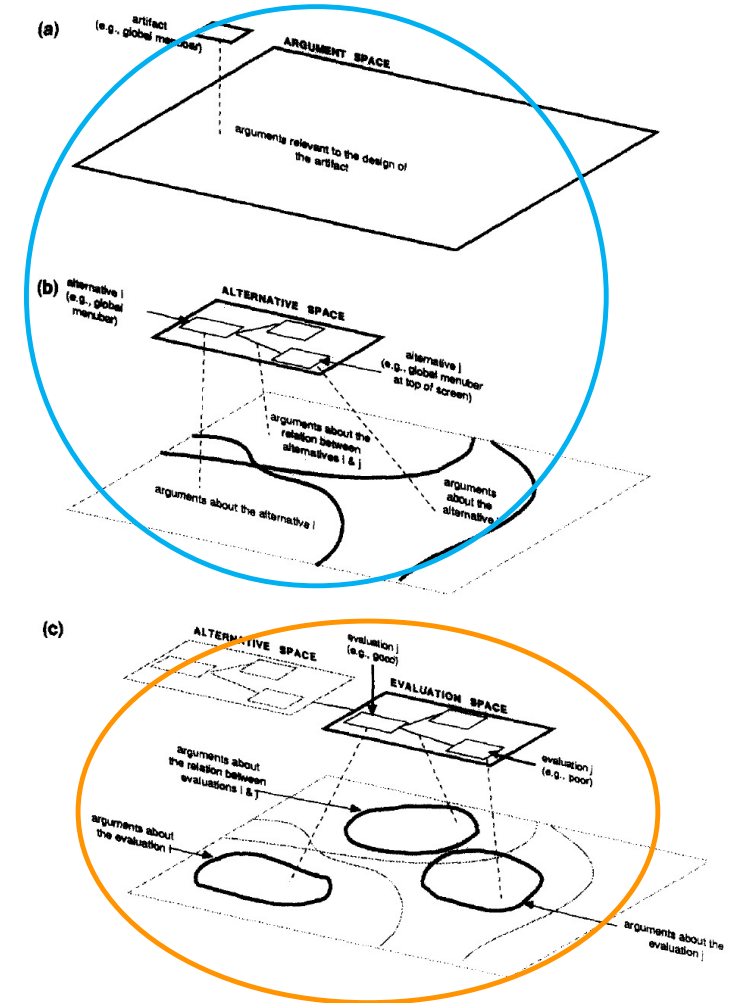 (a)
artifact
(e.g., global menubar)
ARGUMENT SPACE
arguments relevant to the design of
the artifact
(b)
alternative i
(e.g., global
menubar)
ALTERNATIVE SPACE
alternative j
(e.g., global menubar
at top of screen)
arguments about the
relation between
alternatives i & j
arguments about the alternative i
arguments
about the
alternative
(c)
ALTERNATIVE SPACE
evaluation j
(e.g., good)
EVALUATION SPACE
evaluation j
(e.g., poor)
arguments about
the relation between
evaluations i & j
arguments about
the evaluation i
arguments about the
evaluation j